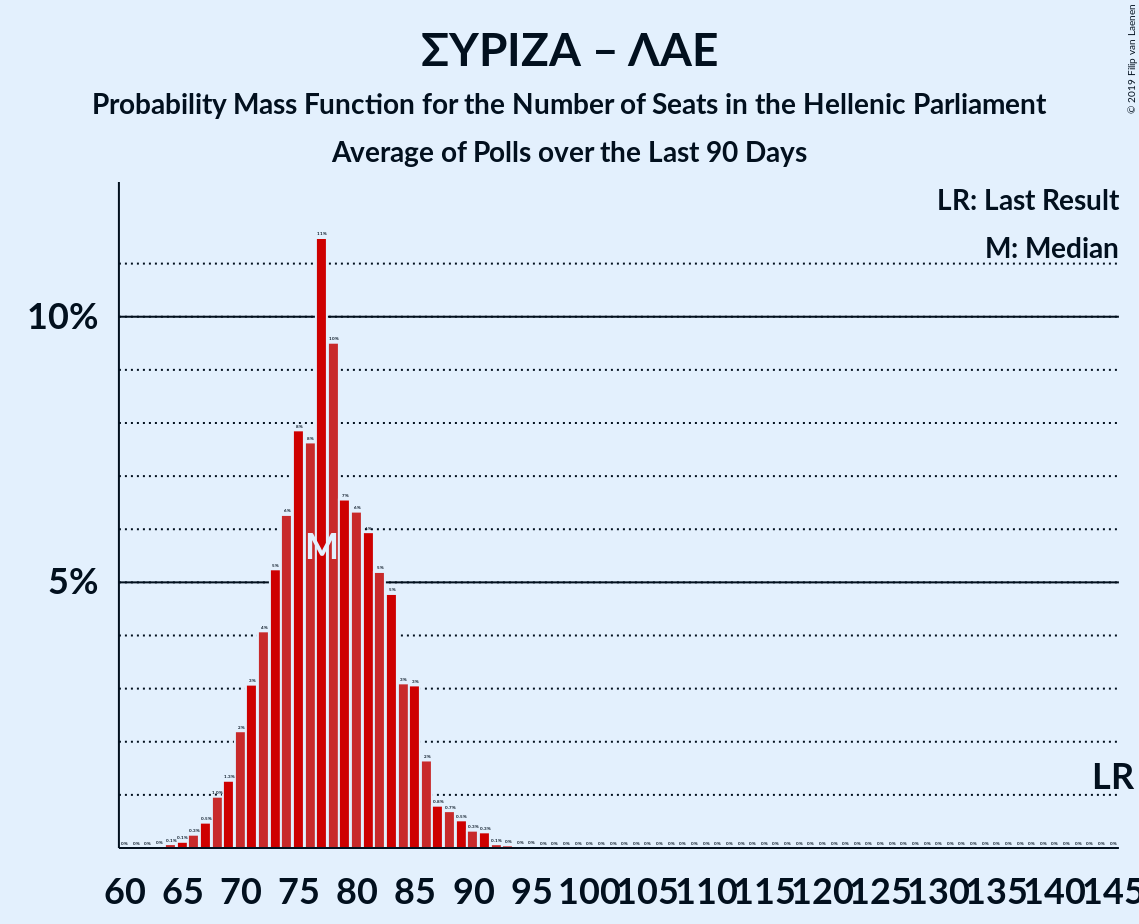 ΣΥΡΙΖΑ – ΛΑΕ
Probability Mass Function for the Number of Seats in the Hellenic Parliament
Average of Polls over the Last 90 Days
© 2019 Filip van Laenen
LR: Last Result
M: Median
10%
5%
M
LR
60 65 70 75 80 85 90 95 100 105 110 115 120 125 130 135 140 145